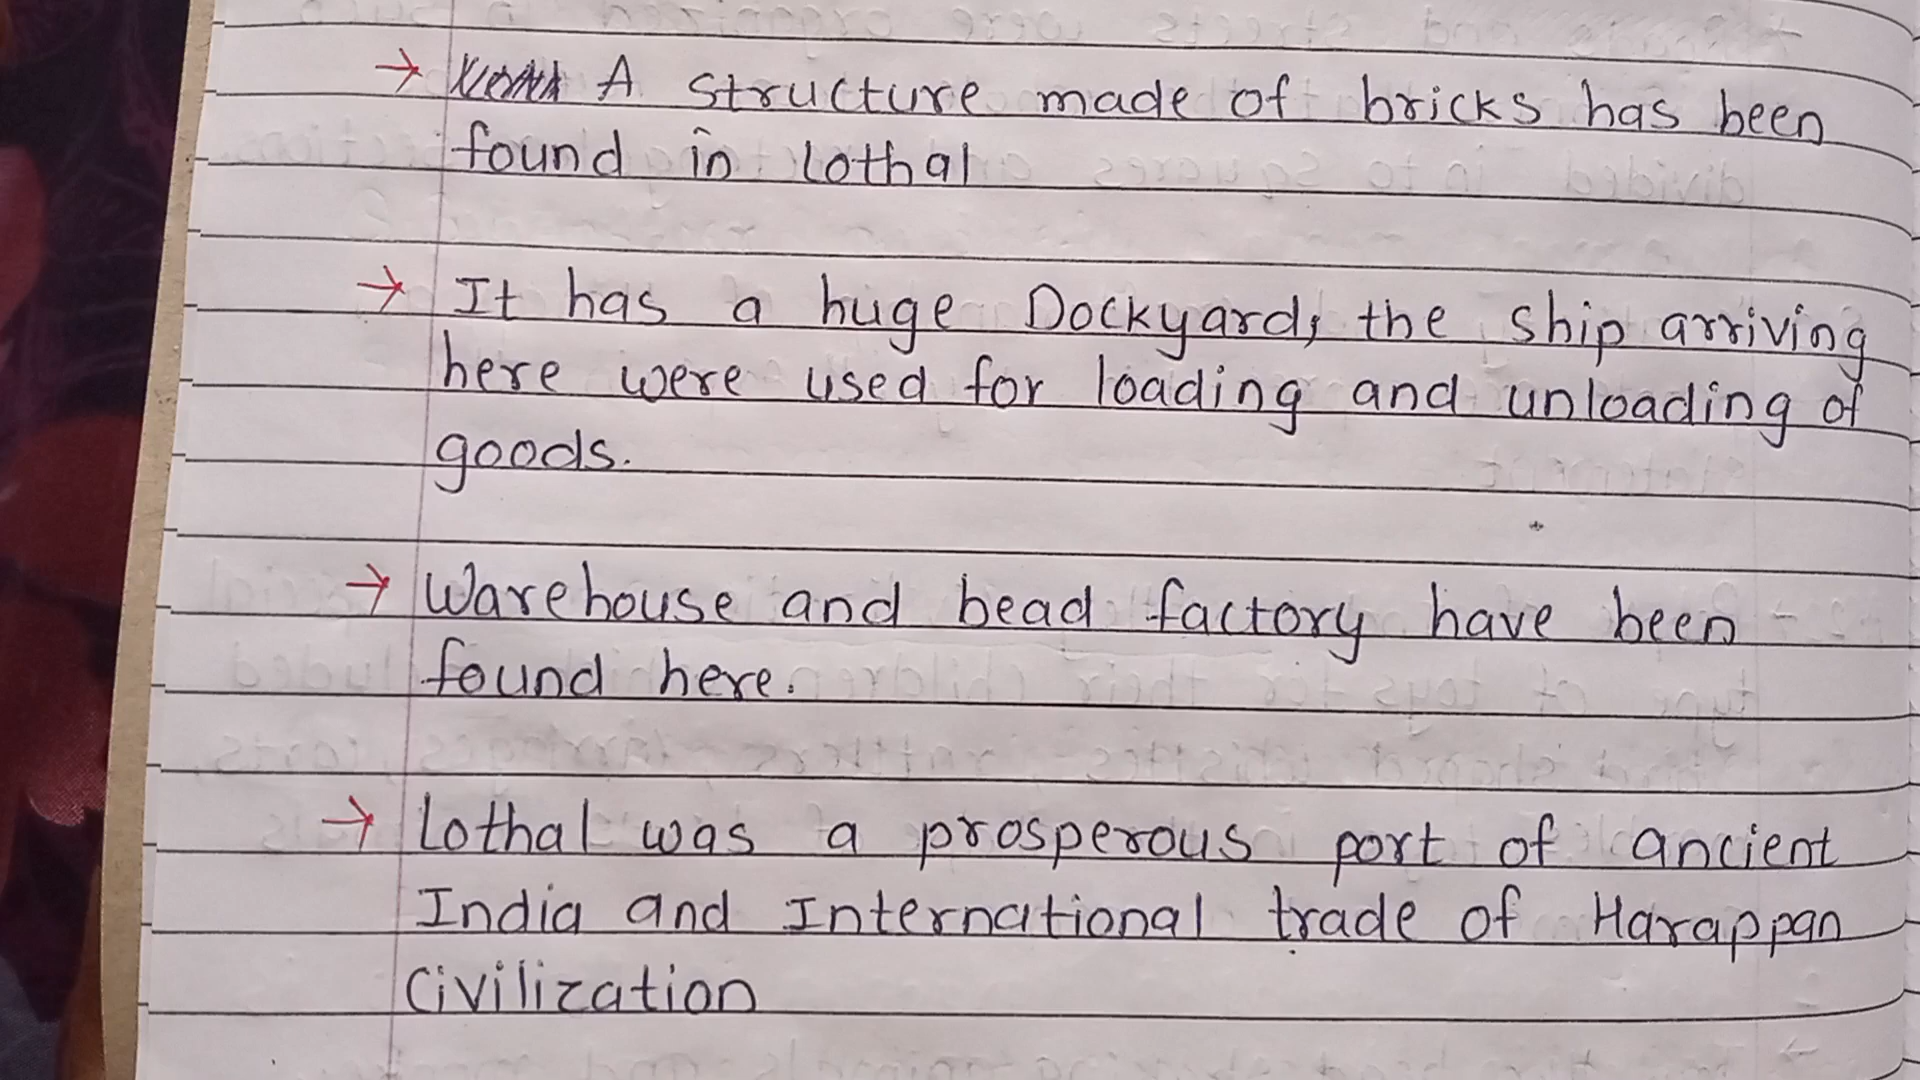 → A structure made of bricks has been
found in Lothal
→ It has a huge Dockyard, the ship arriving
here were used for loading and unloading of
goods.
→ Warehouse and bead factory have been
found here.
→ Lothal was a prosperous port of ancient
India and International trade of Harappan
Civilization